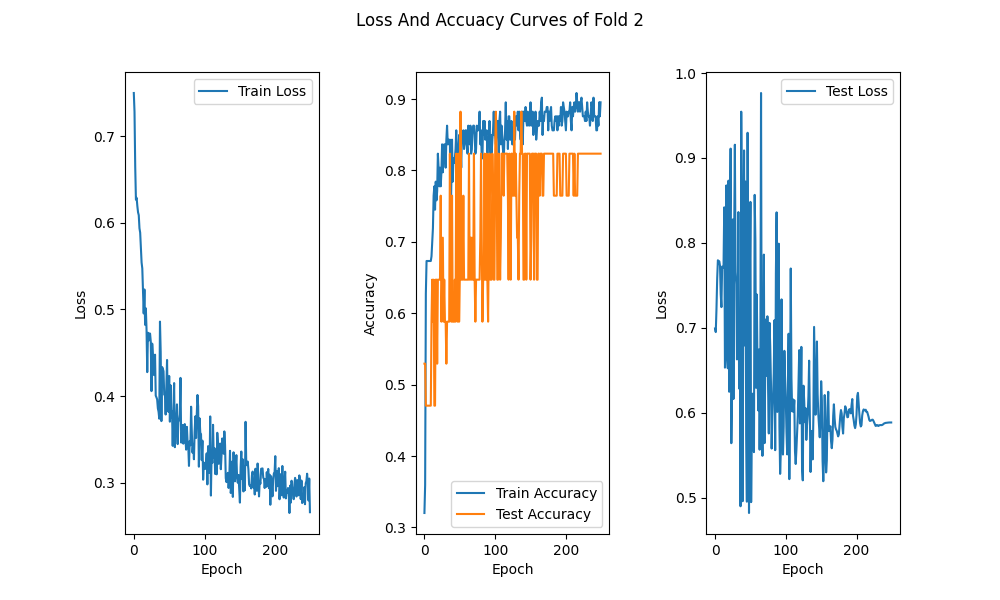 Loss And Accuacy Curves of Fold 2
Train Loss
0.7
0.6
0.5
0.4
0.3
Loss
0
100
200
Epoch
0.9
0.8
0.7
0.6
0.5
0.4
0.3
Accuracy
Train Accuracy
Test Accuracy
0
100
200
Epoch
Test Loss
1.0
0.9
0.8
0.7
0.6
0.5
Loss
0
100
200
Epoch